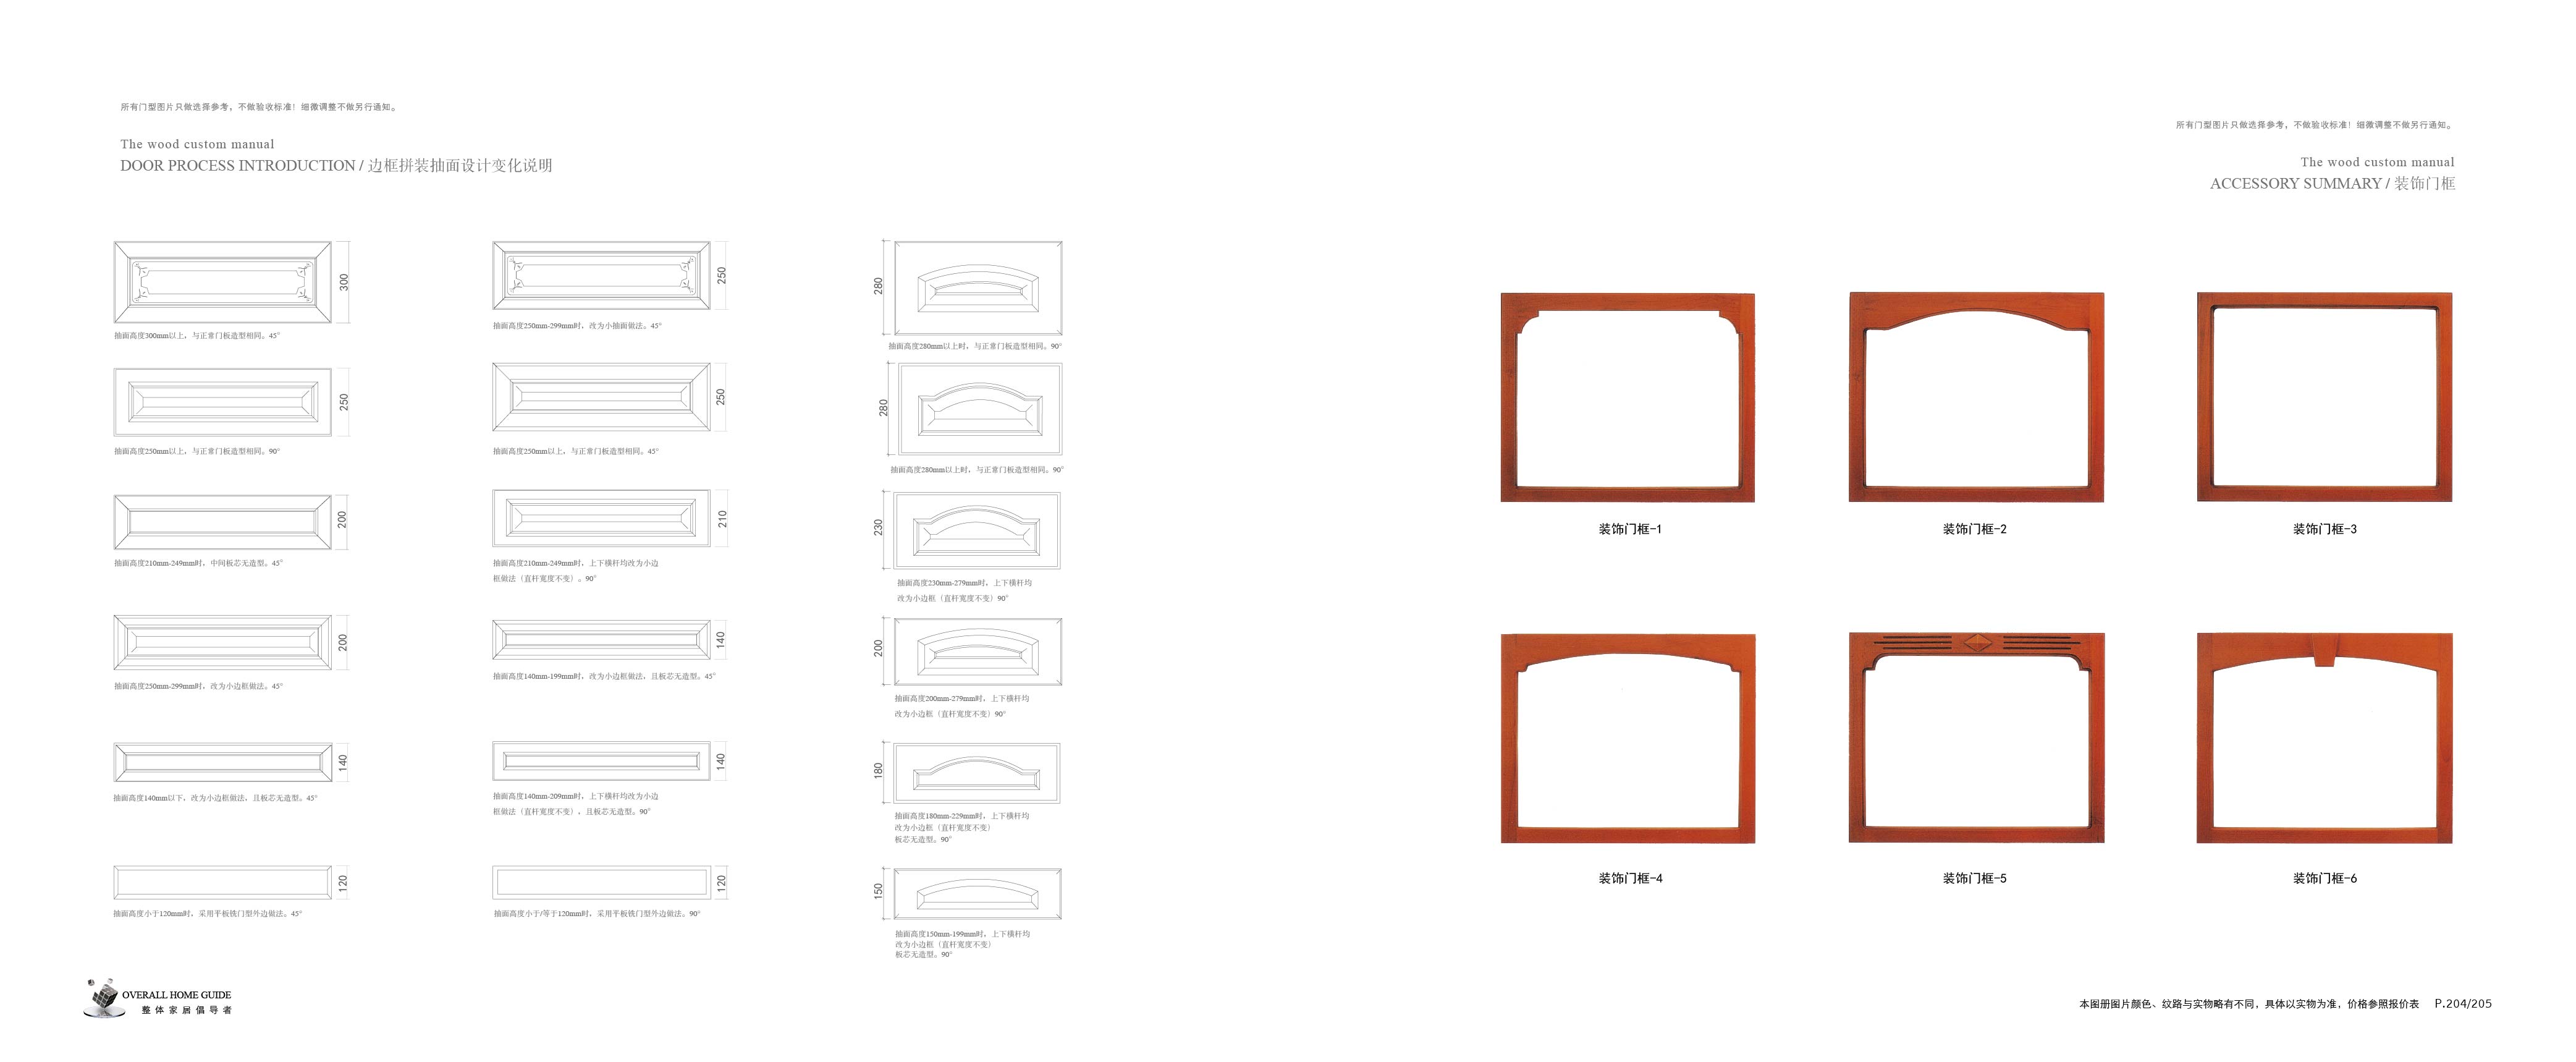 所有门型图片只做选择参考，不做验收标准！细微调整不做另行通知。
The wood custom manual
DOOR PROCESS INTRODUCTION / 边框拼装抽面设计变化说明
300
抽面高度300mm以上，与正常门板造型相同。45°
250
抽面高度250mm以上，与正常门板造型相同。90°
200
抽面高度210mm-249mm时，中间板芯无造型。45°
200
抽面高度250mm-299mm时，改为小边框做法。45°
140
抽面高度140mm以下，改为小边框做法，且板芯无造型。45°
120
抽面高度小于120mm时，采用平板铣门型外边做法。45°
250
抽面高度250mm-299mm时，改为小抽面做法。45°
250
抽面高度250mm以上，与正常门板造型相同。45°
210
抽面高度210mm-249mm时，上下横杆均改为小边
框做法（直杆宽度不变）。90°
140
抽面高度140mm-199mm时，改为小边框做法，且板芯无造型。45°
140
抽面高度140mm-209mm时，上下横杆均改为小边
框做法（直杆宽度不变），且板芯无造型。90°
120
抽面高度小于/等于120mm时，采用平板铣门型外边做法。90°
280
抽面高度280mm以上时，与正常门板造型相同。90°
280
抽面高度280mm以上时，与正常门板造型相同。90°
230
抽面高度230mm-279mm时，上下横杆均
改为小边框（直杆宽度不变）90°
200
抽面高度200mm-279mm时，上下横杆均
改为小边框（直杆宽度不变）90°
180
抽面高度180mm-229mm时，上下横杆均
改为小边框（直杆宽度不变）
板芯无造型。90°
150
抽面高度150mm-199mm时，上下横杆均
改为小边框（直杆宽度不变）
板芯无造型。90°
OVERALL HOME GUIDE
整体家居倡导者
所有门型图片只做选择参考，不做验收标准！细微调整不做另行通知。
The wood custom manual
ACCESSORY SUMMARY / 装饰门框
装饰门框-1
装饰门框-2
装饰门框-3
装饰门框-4
装饰门框-5
装饰门框-6
本图册图片颜色、纹路与实物略有不同，具体以实物为准，价格参照报价表 P.204/205